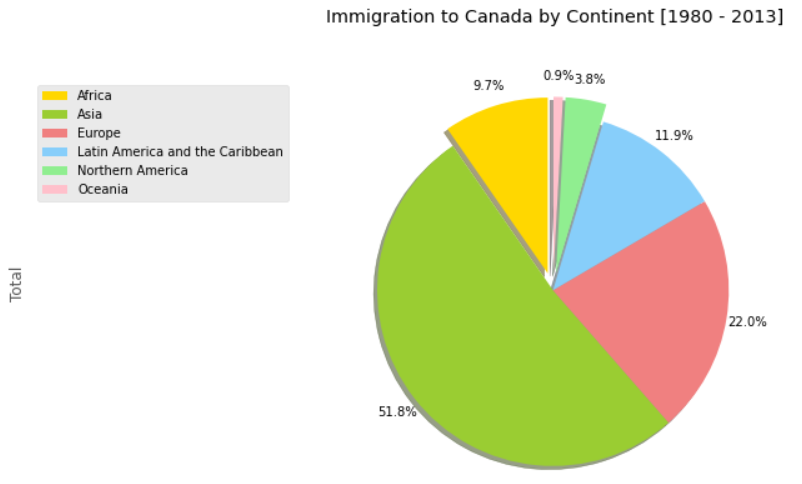 Immigration to Canada by Continent [1980 - 2013]
Africa
Asia
Europe
Latin America and the Caribbean
Northern America
Oceania
Total
9.7%
0.9%
3.8%
11.9%
22.0%
51.8%